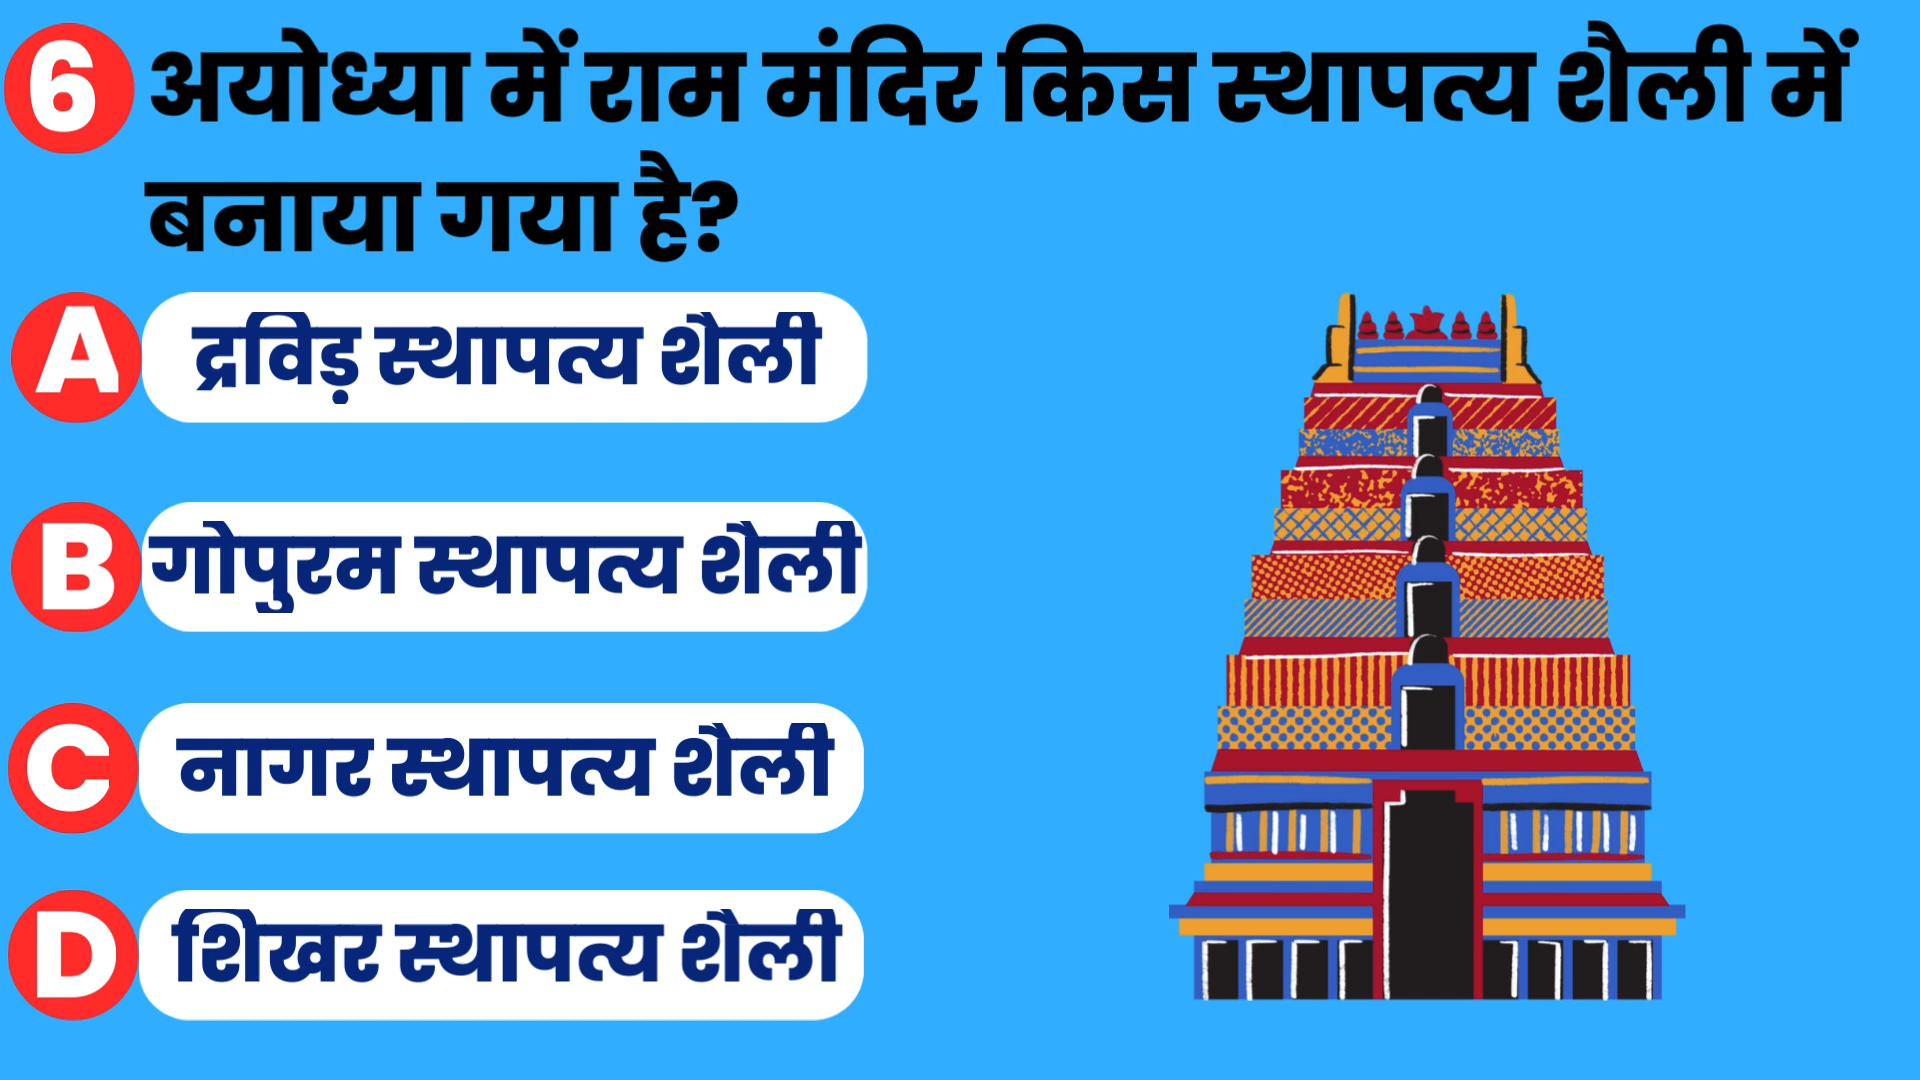 6 अयोध्या में राम मंदिर किस स्थापत्य शैली में
बनाया गया है?
A द्रविड़ स्थापत्य शैली
B गोपुरम स्थापत्य शैली
C नागर स्थापत्य शैली
D शिखर स्थापत्य शैली